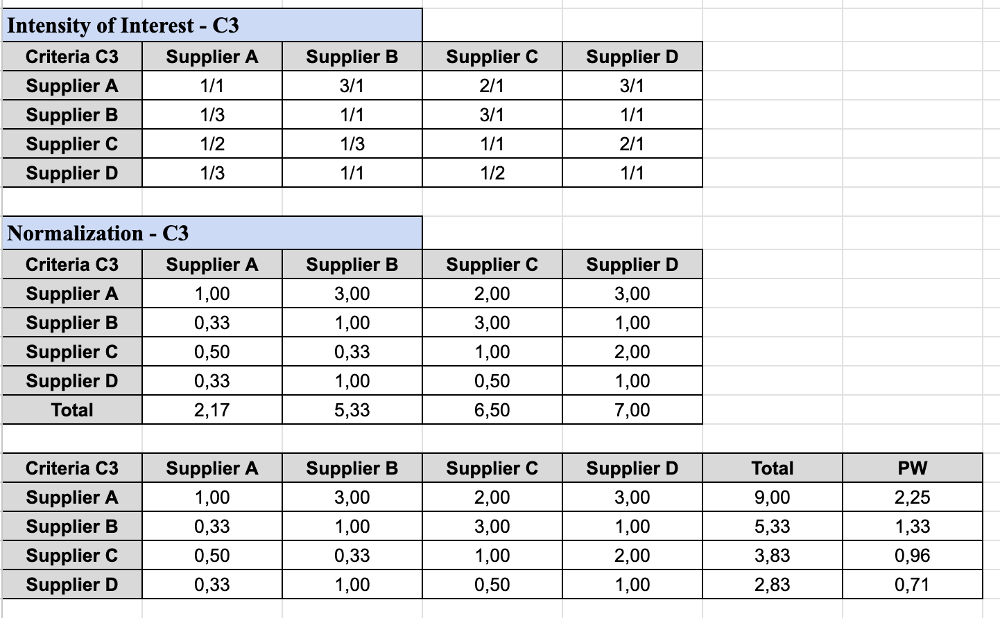 Intensity of Interest - C3
Criteria C3 Supplier A Supplier B Supplier C Supplier D
Supplier A 1/1 3/1 2/1 3/1
Supplier B 1/3 1/1 3/1 1/1
Supplier C 1/2 1/3 1/1 2/1
Supplier D 1/3 1/1 1/2 1/1
Normalization - C3
Criteria C3 Supplier A Supplier B Supplier C Supplier D
Supplier A 1,00 3,00 2,00 3,00
Supplier B 0,33 1,00 3,00 1,00
Supplier C 0,50 0,33 1,00 2,00
Supplier D 0,33 1,00 0,50 1,00
Total 2,17 5,33 6,50 7,00
Criteria C3 Supplier A Supplier B Supplier C Supplier D Total PW
Supplier A 1,00 3,00 2,00 3,00 9,00 2,25
Supplier B 0,33 1,00 3,00 1,00 5,33 1,33
Supplier C 0,50 0,33 1,00 2,00 3,83 0,96
Supplier D 0,33 1,00 0,50 1,00 2,83 0,71